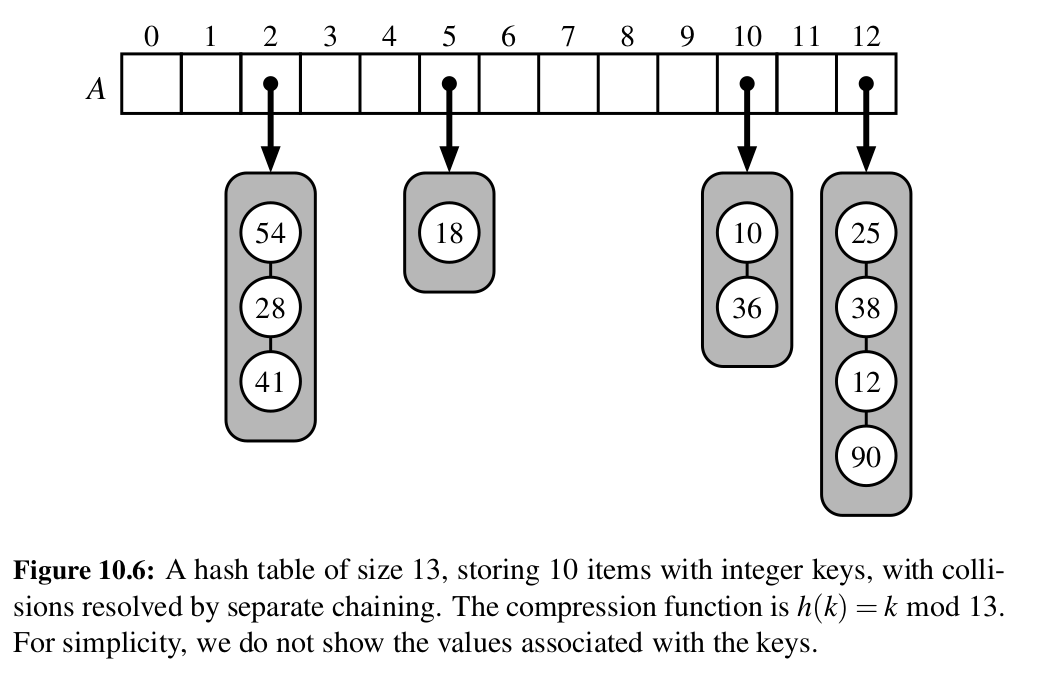 0 1 2 3 4 5 6 7 8 9 10 11 12
A
54 18 10 25
28 36 38
41 12
90
Figure 10.6: A hash table of size 13, storing 10 items with integer keys, with colli-
sions resolved by separate chaining. The compression function is h(k) = k mod 13.
For simplicity, we do not show the values associated with the keys.